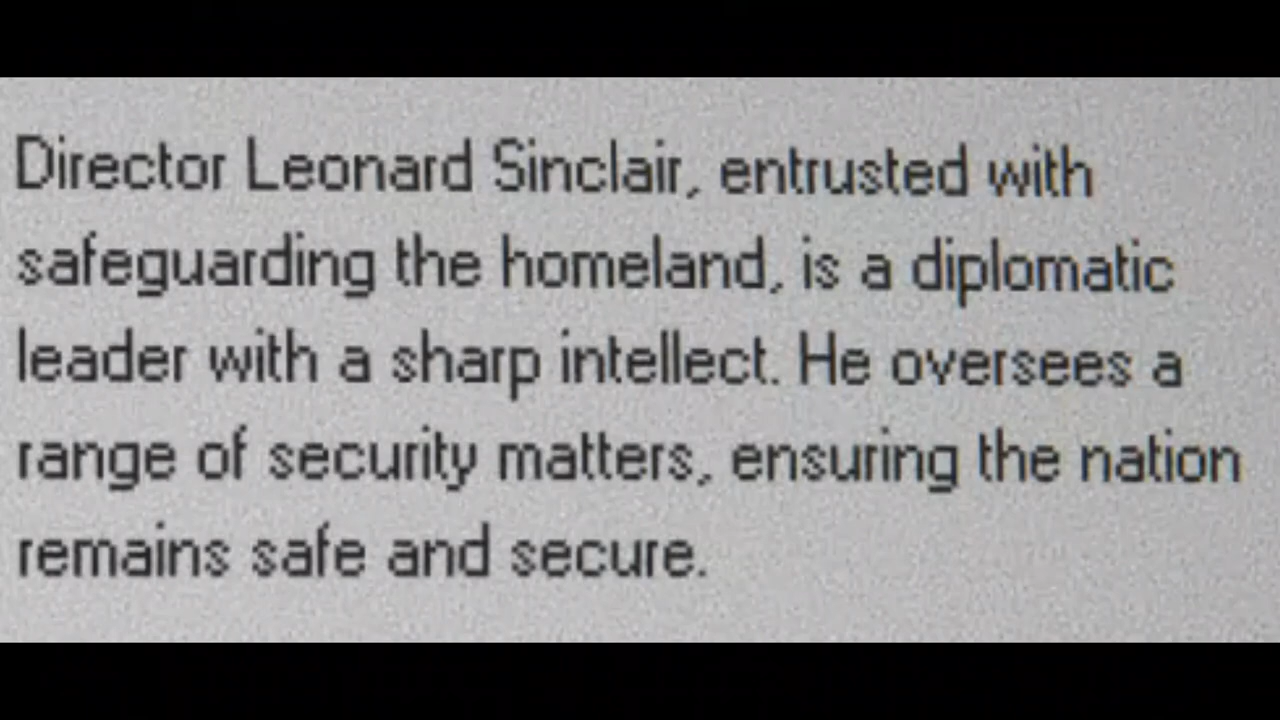 Director Leonard Sinclair, entrusted with
safeguarding the homeland, is a diplomatic
leader with a sharp intellect. He oversees a
range of security matters, ensuring the nation
remains safe and secure.